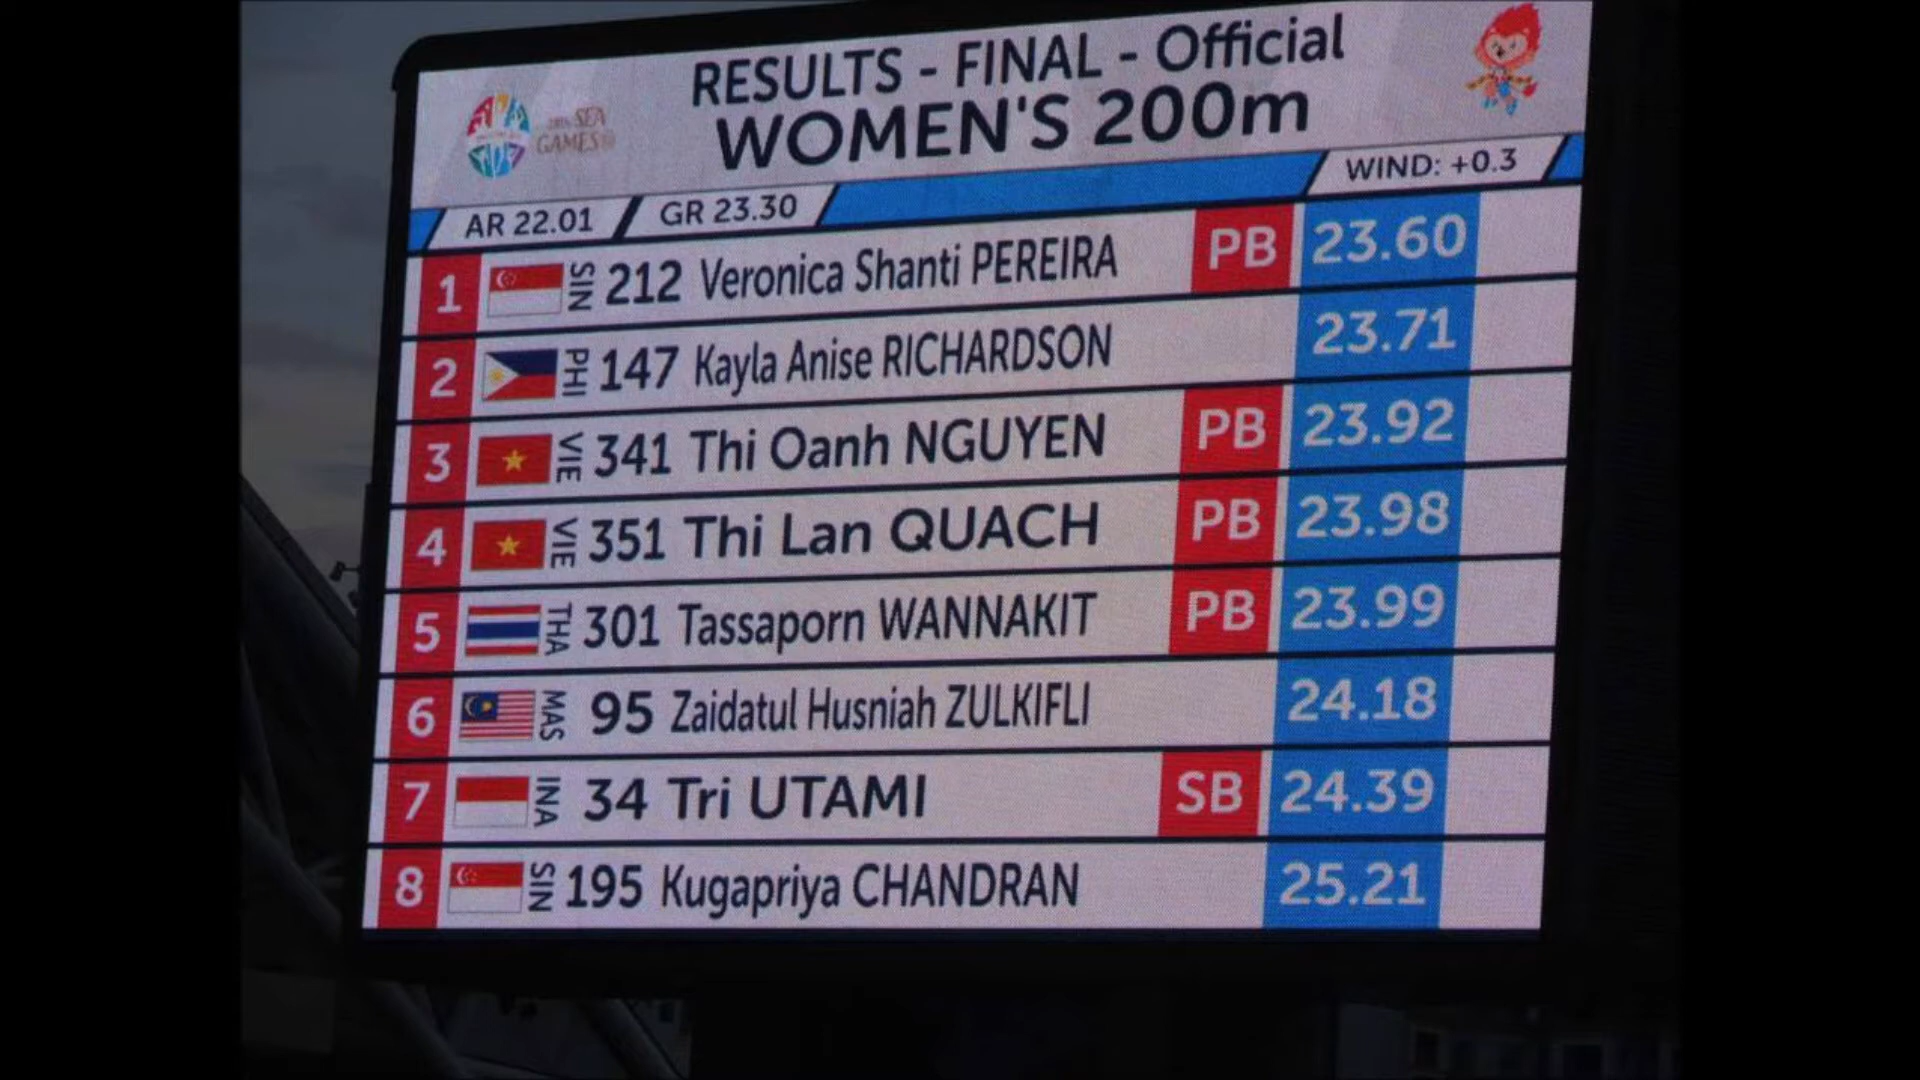 RESULTS - FINAL - Official
WOMEN'S 200m
SEA
GAMES
WIND: +0.3
AR 22.01 GR 23.30
1 SIN 212 Veronica Shanti PEREIRA PB 23.60
2 PHI 147 Kayla Anise RICHARDSON 23.71
3 VIE 341 Thi Oanh NGUYEN PB 23.92
4 VIE 351 Thi Lan QUACH PB 23.98
5 THA 301 Tassaporn WANNAKIT PB 23.99
6 MAS 95 Zaidatul Husniah ZULKIFLI 24.18
7 INA 34 Tri UTAMI SB 24.39
8 SIN 195 Kugapriya CHANDRAN 25.21